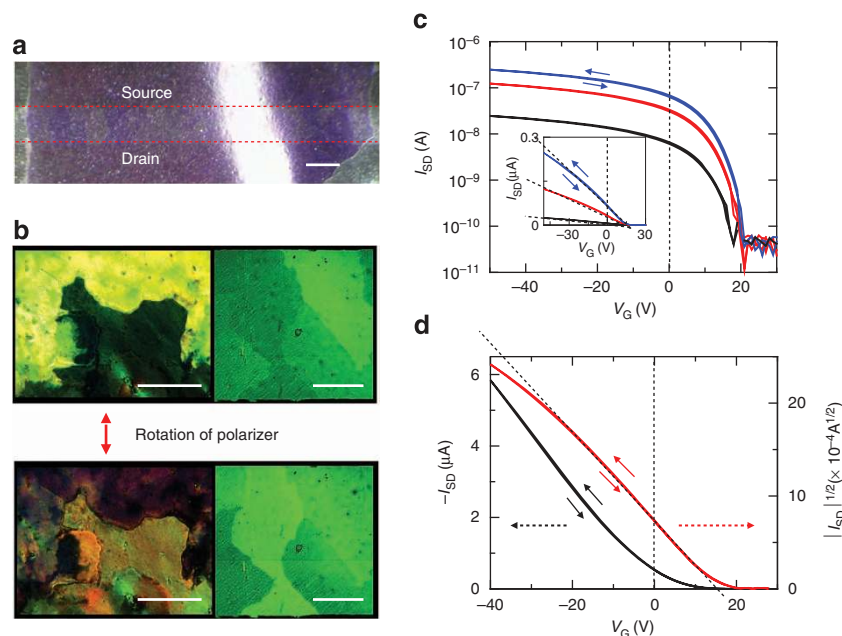 a
Source
Drain
b
Rotation of polarizer
c
I_SD (A)
10⁻⁶
10⁻⁷
10⁻⁸
10⁻⁹
10⁻¹⁰
10⁻¹¹
−40
−20
0
20
V_G (V)
I_SD (μA)
0.3
0
−30
0
30
V_G (V)
d
−I_SD (μA)
6
4
2
0
−40
−20
0
20
V_G (V)
20
10
0
|I_SD|^1/2(× 10⁻⁴A^1/2)